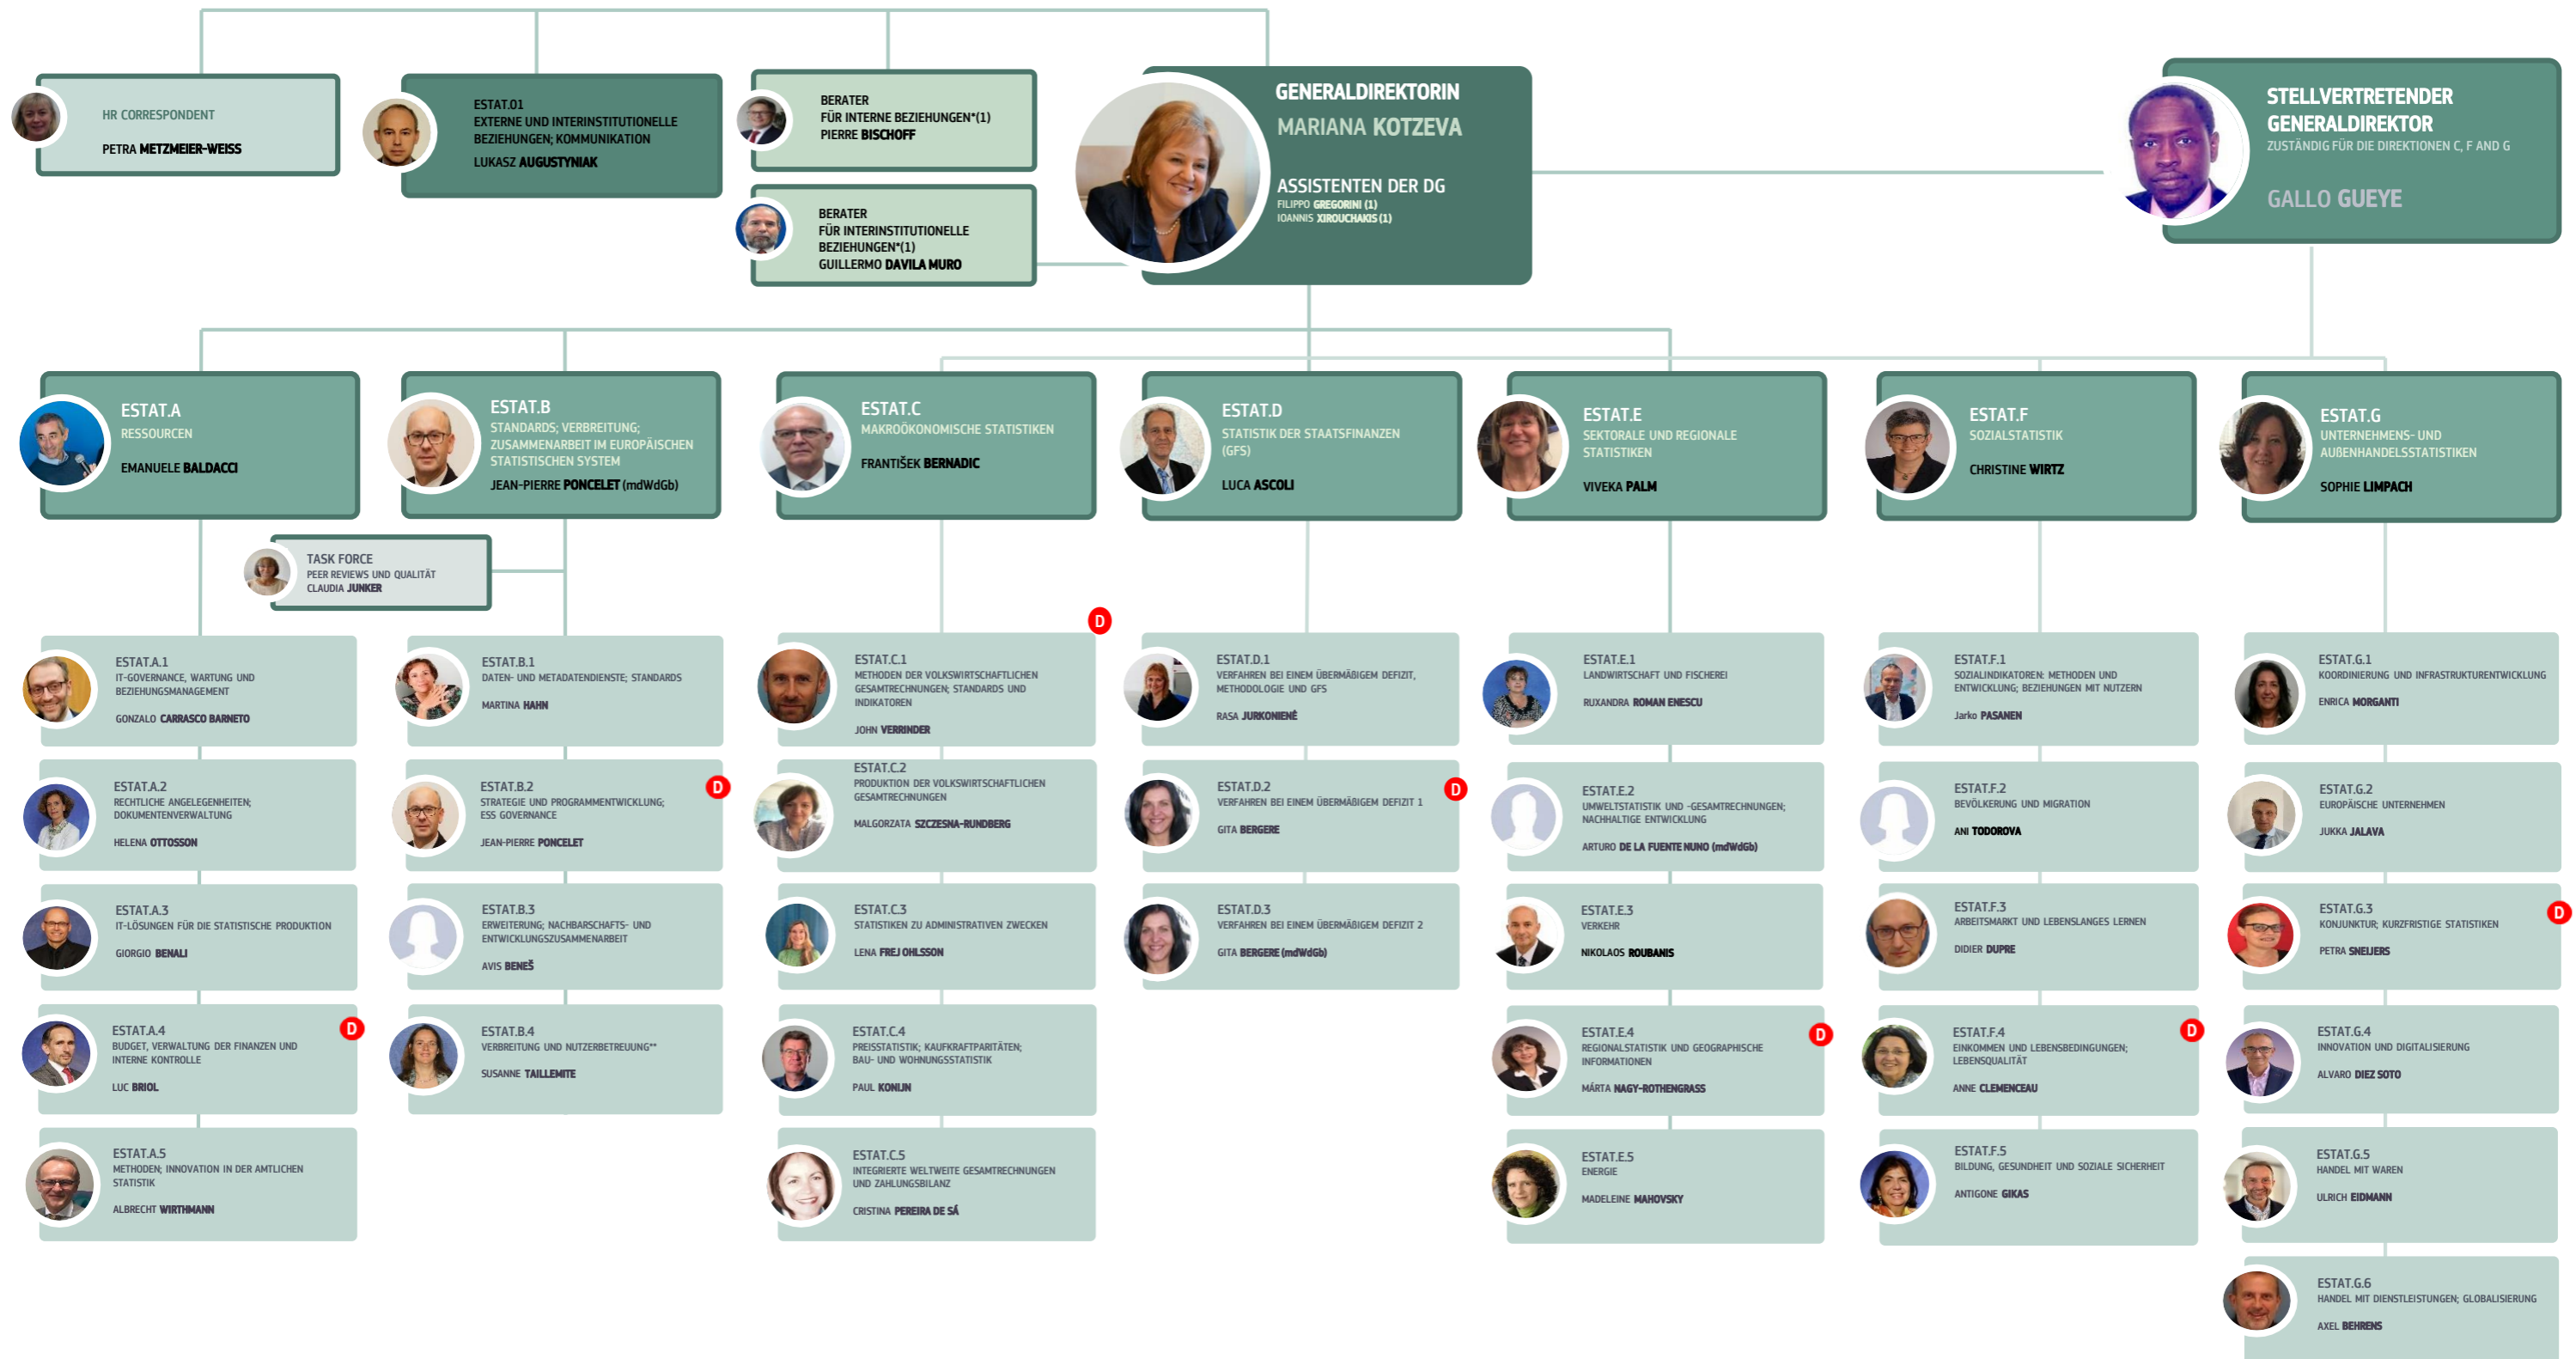 HR CORRESPONDENT
PETRA METZMEIER-WEISS
ESTAT.01
EXTERNE UND INTERINSTITUTIONELLE
BEZIEHUNGEN; KOMMUNIKATION
LUKASZ AUGUSTYNIAK
BERATER
FÜR INTERNE BEZIEHUNGEN*(1)
PIERRE BISCHOFF
BERATER
FÜR INTERINSTITUTIONELLE
BEZIEHUNGEN*(1)
GUILLERMO DAVILA MURO
GENERALDIREKTORIN
MARIANA KOTZEVA
ASSISTENTEN DER DG
FILIPPO GREGORINI (1)
IOANNIS XIROUCHAKIS (1)
STELLVERTRETENDER
GENERALDIREKTOR
ZUSTÄNDIG FÜR DIE DIREKTIONEN C, F AND G
GALLO GUEYE
ESTAT.A
RESSOURCEN
EMANUELE BALDACCI
ESTAT.B
STANDARDS; VERBREITUNG;
ZUSAMMENARBEIT IM EUROPÄISCHEN
STATISTISCHEN SYSTEM
JEAN-PIERRE PONCELET (mdWdGb)
ESTAT.C
MAKROÖKONOMISCHE STATISTIKEN
FRANTIŠEK BERNADIC
ESTAT.D
STATISTIK DER STAATSFINANZEN
(GFS)
LUCA ASCOLI
ESTAT.E
SEKTORALE UND REGIONALE
STATISTIKEN
VIVEKA PALM
ESTAT.F
SOZIALSTATISTIK
CHRISTINE WIRTZ
ESTAT.G
UNTERNEHMENS- UND
AUßENHANDELSSTATISTIKEN
SOPHIE LIMPACH
TASK FORCE
PEER REVIEWS UND QUALITÄT
CLAUDIA JUNKER
ESTAT.A.1
IT-GOVERNANCE, WARTUNG UND
BEZIEHUNGSMANAGEMENT
GONZALO CARRASCO BARNETO
ESTAT.A.2
RECHTLICHE ANGELEGENHEITEN;
DOKUMENTENVERWALTUNG
HELENA OTTOSSON
ESTAT.A.3
IT-LÖSUNGEN FÜR DIE STATISTISCHE PRODUKTION
GIORGIO BENALI
D
ESTAT.A.4
BUDGET, VERWALTUNG DER FINANZEN UND
INTERNE KONTROLLE
LUC BRIOL
ESTAT.A.5
METHODEN; INNOVATION IN DER AMTLICHEN
STATISTIK
ALBRECHT WIRTHMANN
ESTAT.B.1
DATEN- UND METADATENDIENSTE; STANDARDS
MARTINA HAHN
D
ESTAT.B.2
STRATEGIE UND PROGRAMMENTWICKLUNG;
ESS GOVERNANCE
JEAN-PIERRE PONCELET
ESTAT.B.3
ERWEITERUNG; NACHBARSCHAFTS- UND
ENTWICKLUNGSZUSAMMENARBEIT
AVIS BENEŠ
ESTAT.B.4
VERBREITUNG UND NUTZERBETREUUNG**
SUSANNE TAILLEMITE
D
ESTAT.C.1
METHODEN DER VOLKSWIRTSCHAFTLICHEN
GESAMTRECHNUNGEN; STANDARDS UND
INDIKATOREN
JOHN VERRINDER
ESTAT.C.2
PRODUKTION DER VOLKSWIRTSCHAFTLICHEN
GESAMTRECHNUNGEN
MALGORZATA SZCZESNA-RUNDBERG
ESTAT.C.3
STATISTIKEN ZU ADMINISTRATIVEN ZWECKEN
LENA FREJ OHLSSON
ESTAT.C.4
PREISSTATISTIK; KAUFKRAFTPARITÄTEN;
BAU- UND WOHNUNGSSTATISTIK
PAUL KONIJN
ESTAT.C.5
INTEGRIERTE WELTWEITE GESAMTRECHNUNGEN
UND ZAHLUNGSBILANZ
CRISTINA PEREIRA DE SÁ
ESTAT.D.1
VERFAHREN BEI EINEM ÜBERMÄßIGEM DEFIZIT,
METHODOLOGIE UND GFS
RASA JURKONIENĖ
D
ESTAT.D.2
VERFAHREN BEI EINEM ÜBERMÄßIGEM DEFIZIT 1
GITA BERGERE
ESTAT.D.3
VERFAHREN BEI EINEM ÜBERMÄßIGEM DEFIZIT 2
GITA BERGERE (mdWdGb)
ESTAT.E.1
LANDWIRTSCHAFT UND FISCHEREI
RUXANDRA ROMAN ENESCU
ESTAT.E.2
UMWELTSTATISTIK UND -GESAMTRECHNUNGEN;
NACHHALTIGE ENTWICKLUNG
ARTURO DE LA FUENTE NUNO (mdWdGb)
ESTAT.E.3
VERKEHR
NIKOLAOS ROUBANIS
D
ESTAT.E.4
REGIONALSTATISTIK UND GEOGRAPHISCHE
INFORMATIONEN
MÁRTA NAGY-ROTHENGRASS
ESTAT.E.5
ENERGIE
MADELEINE MAHOVSKY
ESTAT.F.1
SOZIALINDIKATOREN: METHODEN UND
ENTWICKLUNG; BEZIEHUNGEN MIT NUTZERN
Jarko PASANEN
ESTAT.F.2
BEVÖLKERUNG UND MIGRATION
ANI TODOROVA
ESTAT.F.3
ARBEITSMARKT UND LEBENSLANGES LERNEN
DIDIER DUPRE
D
ESTAT.F.4
EINKOMMEN UND LEBENSBEDINGUNGEN;
LEBENSQUALITÄT
ANNE CLEMENCEAU
ESTAT.F.5
BILDUNG, GESUNDHEIT UND SOZIALE SICHERHEIT
ANTIGONE GIKAS
ESTAT.G.1
KOORDINIERUNG UND INFRASTRUKTURENTWICKLUNG
ENRICA MORGANTI
ESTAT.G.2
EUROPÄISCHE UNTERNEHMEN
JUKKA JALAVA
D
ESTAT.G.3
KONJUNKTUR; KURZFRISTIGE STATISTIKEN
PETRA SNEIJERS
ESTAT.G.4
INNOVATION UND DIGITALISIERUNG
ALVARO DIEZ SOTO
ESTAT.G.5
HANDEL MIT WAREN
ULRICH EIDMANN
ESTAT.G.6
HANDEL MIT DIENSTLEISTUNGEN; GLOBALISIERUNG
AXEL BEHRENS